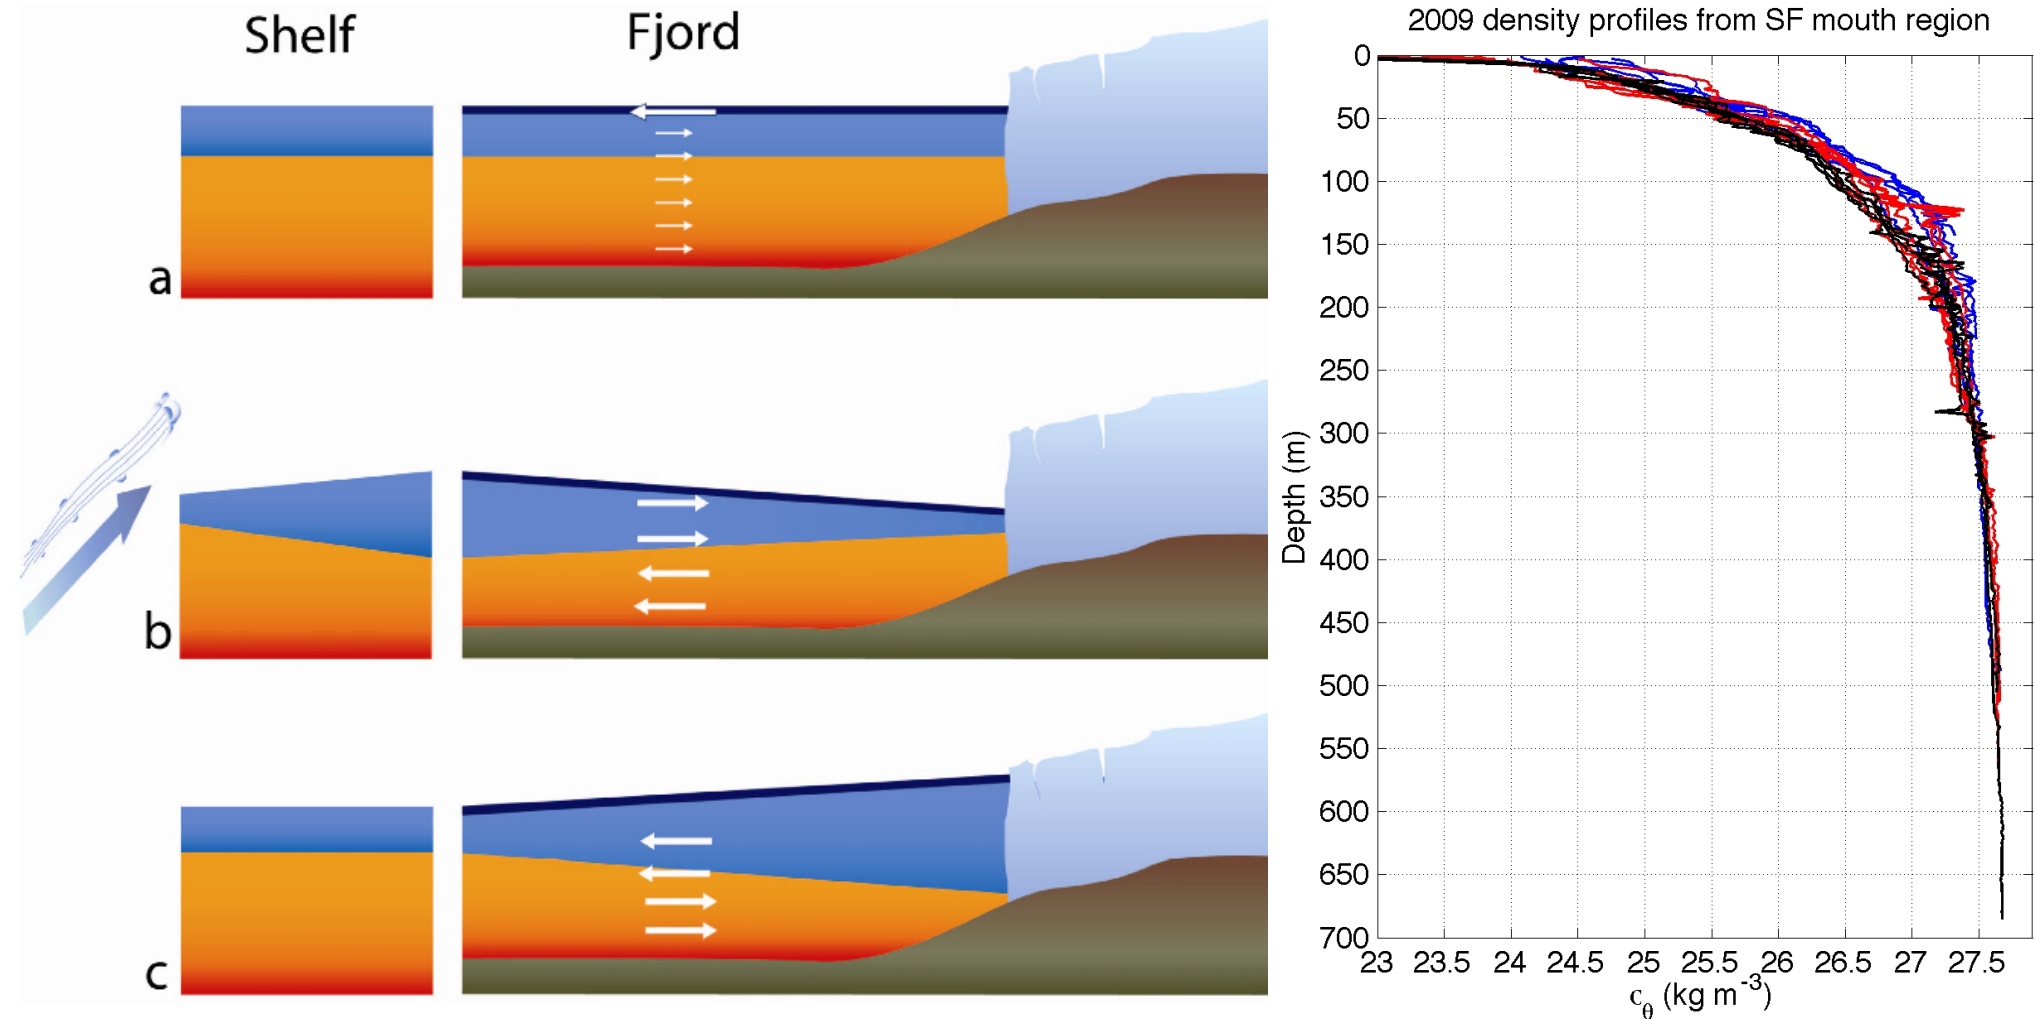 Shelf
Fjord
a
b
c
2009 density profiles from SF mouth region
0
50
100
150
200
250
300
350
400
450
500
550
600
650
700
Depth (m)
23 23.5 24 24.5 25 25.5 26 26.5 27 27.5
cθ (kg m-3)